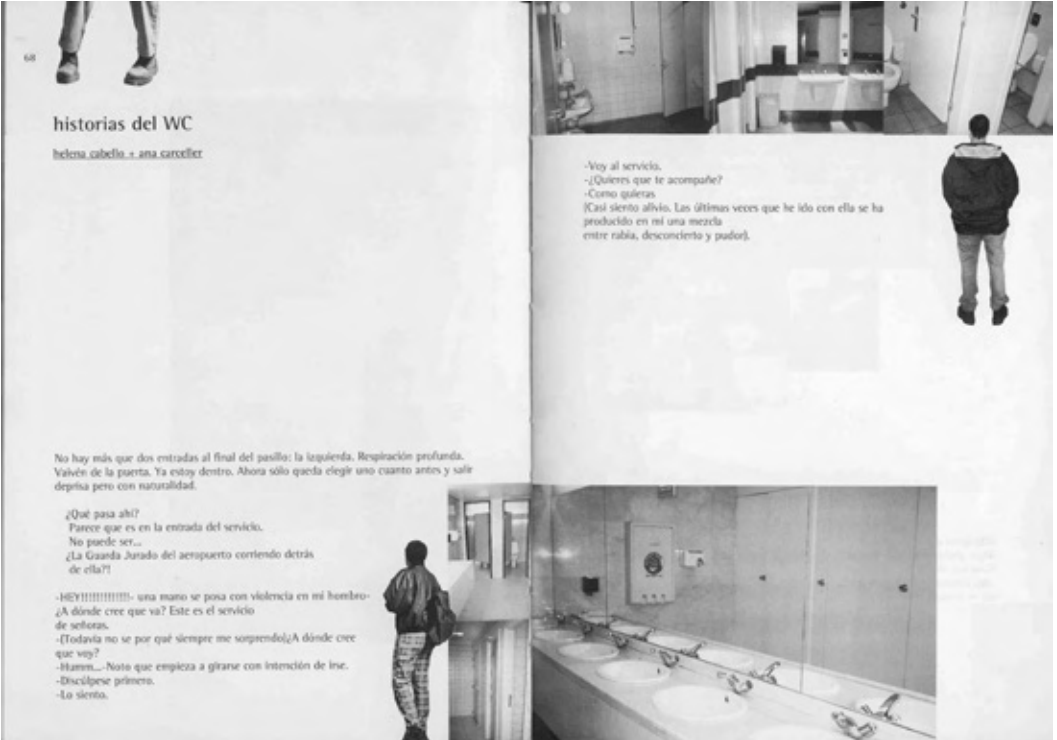 68
historias del WC
helena cabello + ana carceller
No hay más que dos entradas al final del pasillo: la izquierda. Respiración profunda.
Vaivén de la puerta. Ya estoy dentro. Ahora sólo queda elegir uno cuanto antes y salir
deprisa pero con naturalidad.
¿Qué pasa ahí?
Parece que es en la entrada del servicio.
No puede ser...
¿La Guarda Jurado del aeropuerto corriendo detrás
de ella?!
-HEY!!!!!!!!!!!!!!- una mano se posa con violencia en mi hombro-
¿A dónde cree que va? Este es el servicio
de señoras.
-(Todavía no se por qué siempre me sorprendo)¿A dónde cree
que voy?
-Humm...-Noto que empieza a girarse con intención de irse.
-Discúlpese primero.
-Lo siento.
-Voy al servicio.
-¿Quieres que te acompañe?
-Como quieras
(Casi siento alivio. Las últimas veces que he ido con ella se ha
producido en mí una mezcla
entre rabia, desconcierto y pudor).